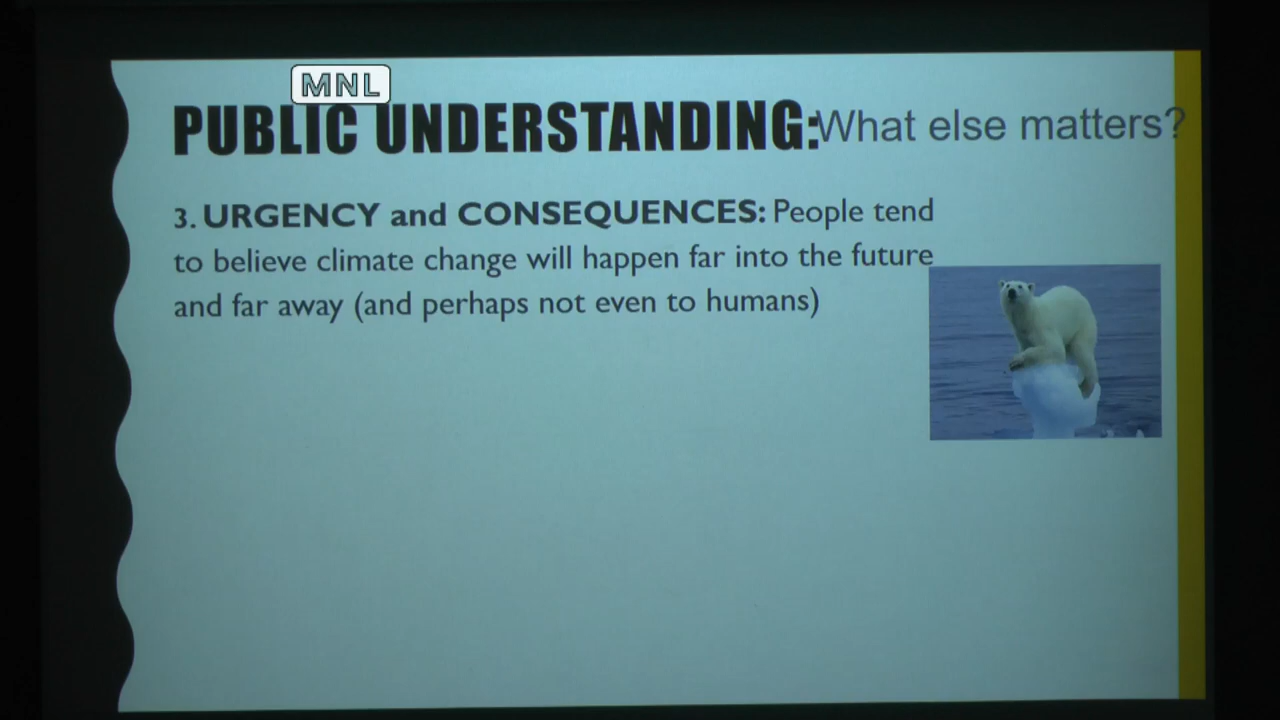 MNL
PUBLIC UNDERSTANDING: What else matters?
3. URGENCY and CONSEQUENCES: People tend
to believe climate change will happen far into the future
and far away (and perhaps not even to humans)